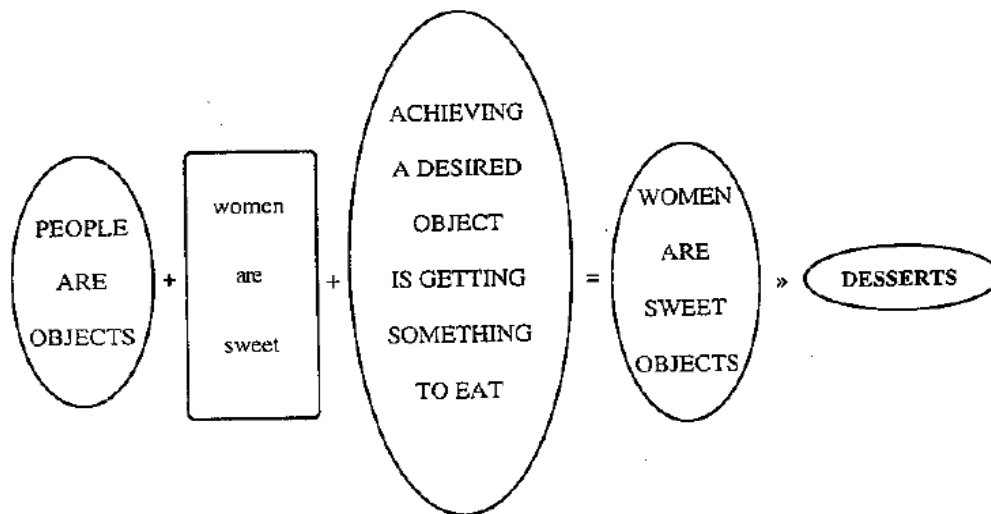 PEOPLE
ARE
OBJECTS
+
women
are
sweet
+
ACHIEVING
A DESIRED
OBJECT
IS GETTING
SOMETHING
TO EAT
=
WOMEN
ARE
SWEET
OBJECTS
»
DESSERTS